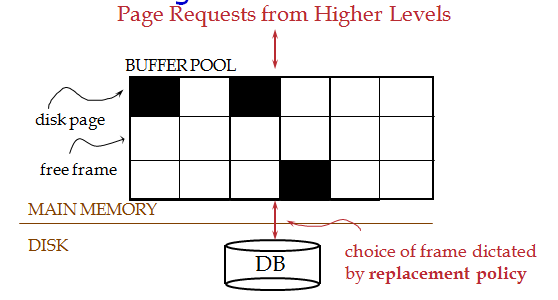 Page Requests from Higher Levels
BUFFER POOL
disk page
free frame
MAIN MEMORY
DISK
DB
choice of frame dictated
by replacement policy